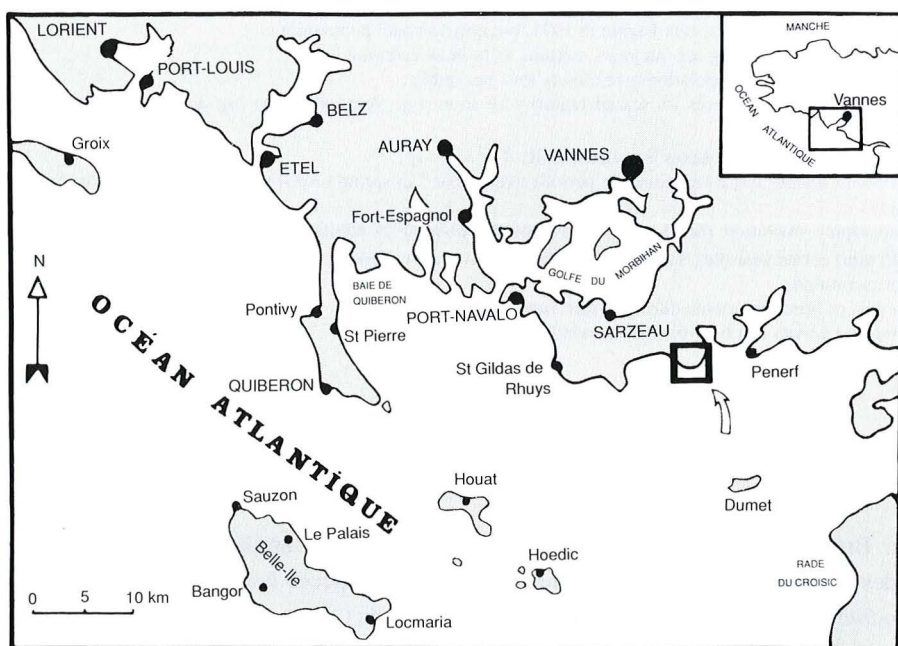 LORIENT
PORT-LOUIS
BELZ
Groix
ETEL
AURAY
VANNES
Fort-Espagnol
MANCHE
Vannes
OCEAN ATLANTIQUE
N
GOLFE DU MORBIHAN
BAIE DE
QUIBERON
Pontivy
St Pierre
PORT-NAVALO
SARZEAU
QUIBERON
St Gildas de
Rhuys
Penerf
OCÉAN ATLANTIQUE
Sauzon
Houat
Dumet
Le Palais
Belle-Ile
Hoedic
RADE
DU CROISIC
Bangor
Locmaria
0 5 10 km